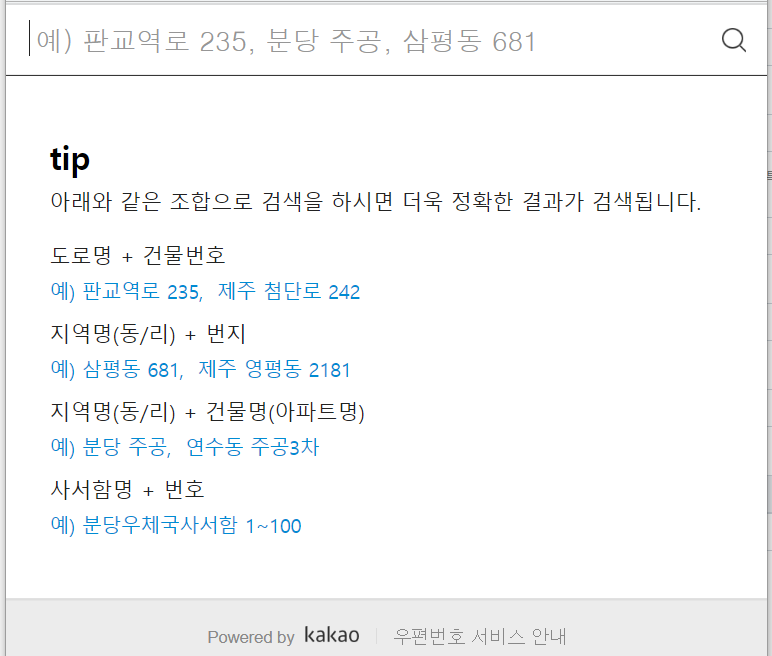 예) 판교역로 235, 분당 주공, 삼평동 681
tip
아래와 같은 조합으로 검색을 하시면 더욱 정확한 결과가 검색됩니다.
도로명 + 건물번호
예) 판교역로 235, 제주 첨단로 242
지역명(동/리) + 번지
예) 삼평동 681, 제주 영평동 2181
지역명(동/리) + 건물명(아파트명)
예) 분당 주공, 연수동 주공3차
사서함명 + 번호
예) 분당우체국사서함 1~100
Powered by kakao 우편번호 서비스 안내